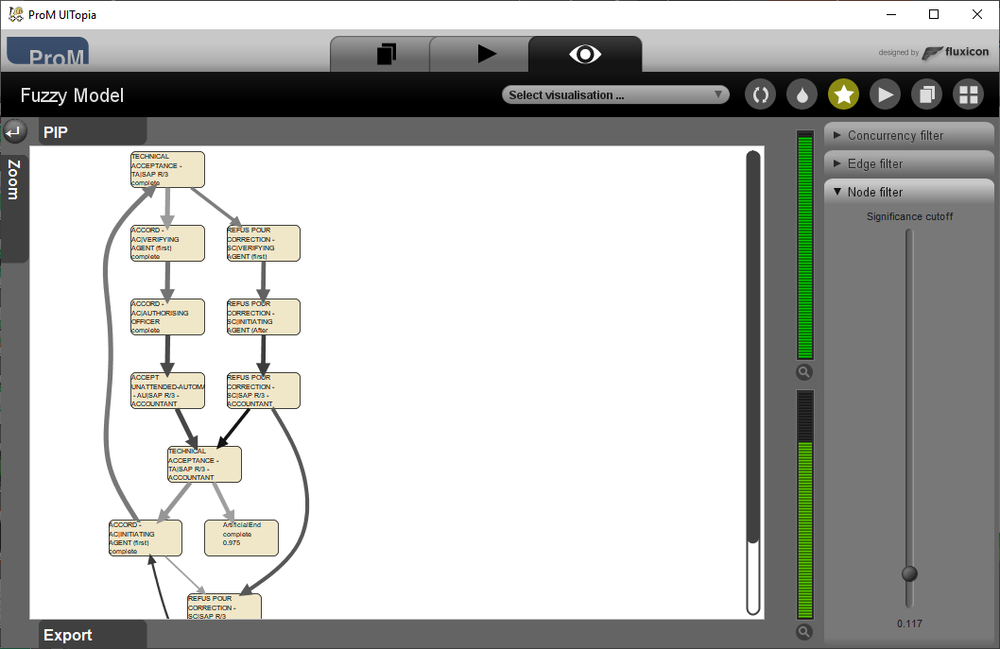 ProM UITopia
ProM
designed by fluxicon
Fuzzy Model
Select visualisation ...
PIP
Zoom
TECHNICAL
ACCEPTANCE -
TA|SAP R/3
complete
ACCORD -
AC|VERIFYING
AGENT (first)
complete
REFUS POUR
CORRECTION -
SC|VERIFYING
AGENT (first)
ACCORD -
AC|AUTHORISING
OFFICER
complete
REFUS POUR
CORRECTION -
SC|INITIATING
AGENT (After
ACCEPT
UNATTENDED-AUTOMA
- AU|SAP R/3 -
ACCOUNTANT
REFUS POUR
CORRECTION -
SC|SAP R/3 -
ACCOUNTANT
TECHNICAL
ACCEPTANCE -
TA|SAP R/3 -
ACCOUNTANT
ACCORD -
AC|INITIATING
AGENT (first)
complete
ArtificialEnd
complete
0.975
REFUS POUR
CORRECTION -
SC|SAP R/3
Export
Concurrency filter
Edge filter
Node filter
Significance cutoff
0.117